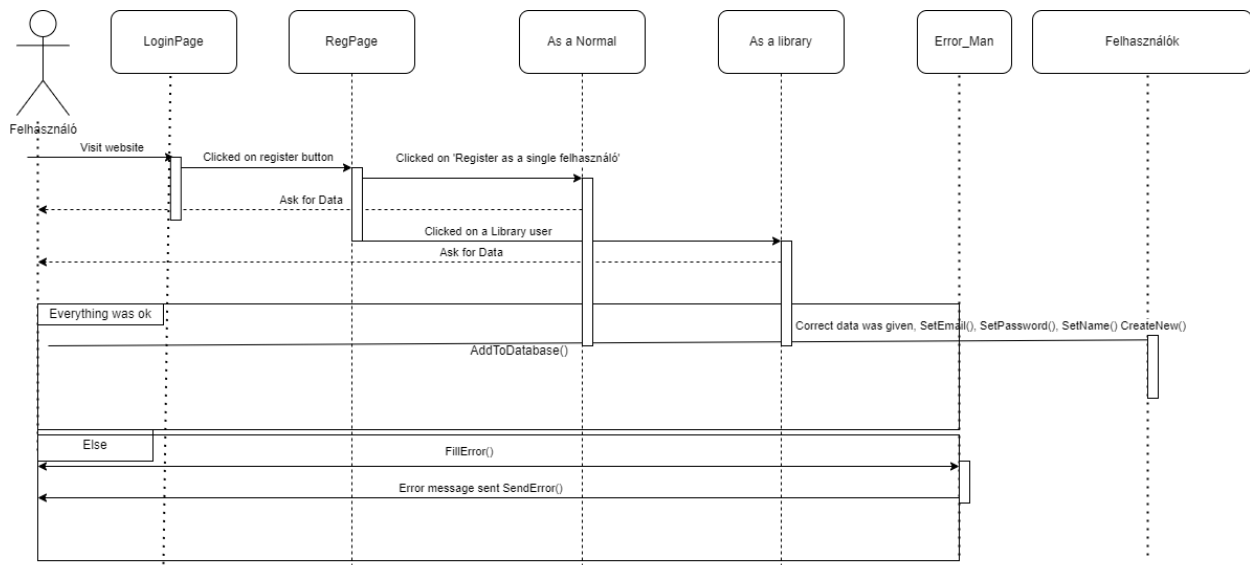 LoginPage
RegPage
As a Normal
As a library
Error_Man
Felhasználók
Felhasználó
Visit website
Clicked on register button
Clicked on 'Register as a single felhasználó'
Ask for Data
Clicked on a Library user
Ask for Data
Everything was ok
Correct data was given, SetEmail(), SetPassword(), SetName() CreateNew()
AddToDatabase()
Else
FillError()
Error message sent SendError()